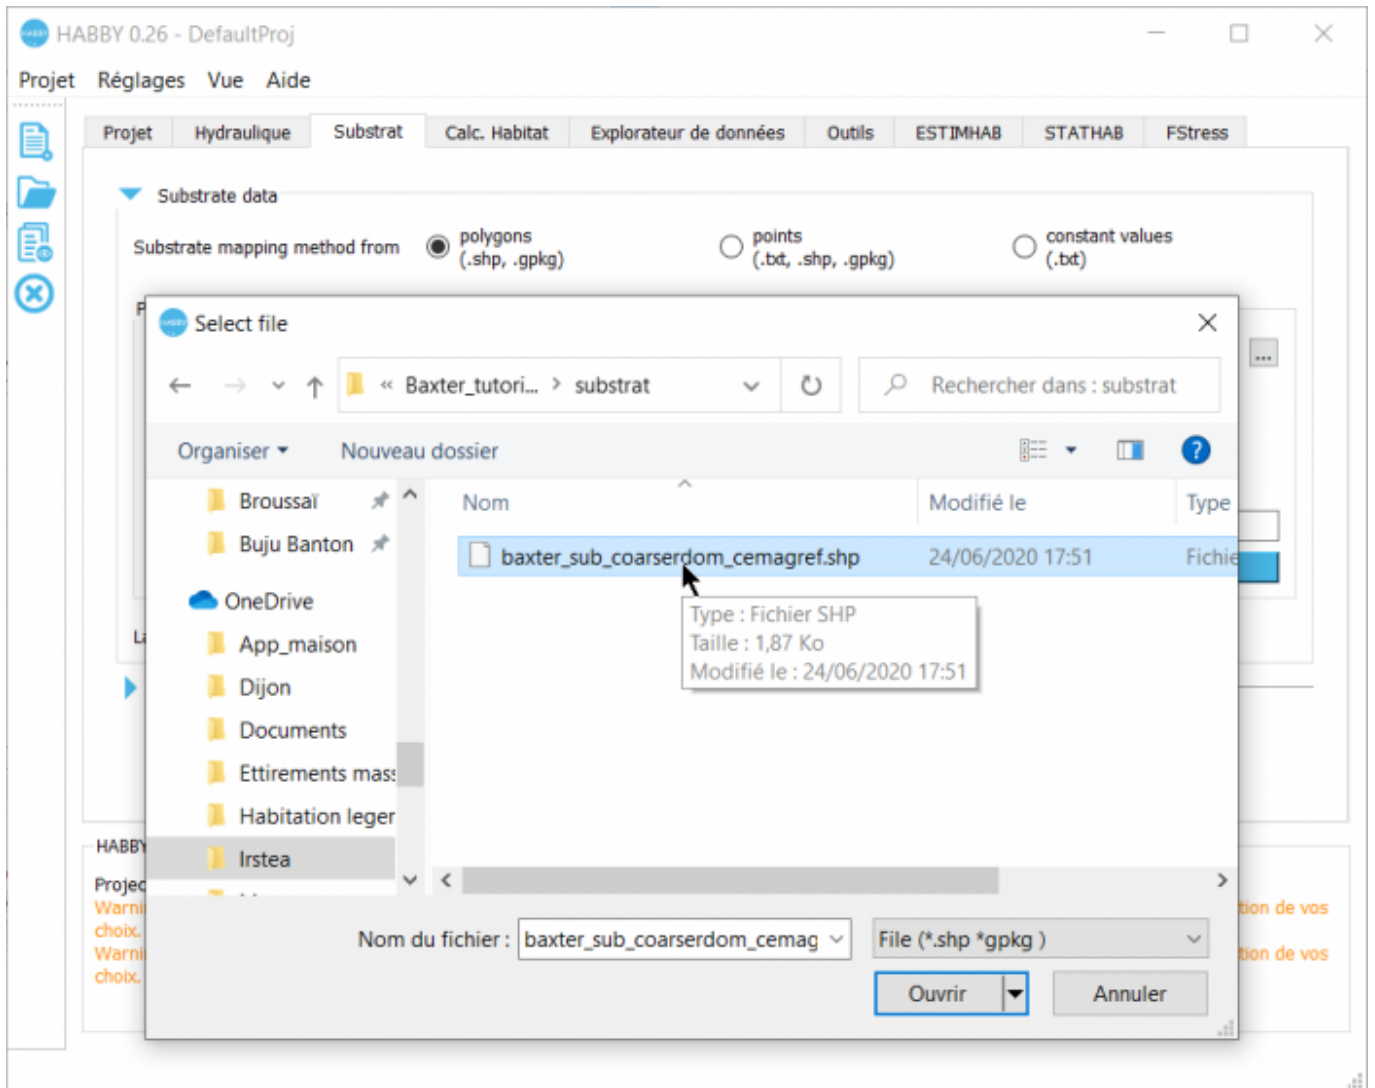 HABBY 0.26 - DefaultProj
Projet Réglages Vue Aide
Projet Hydraulique Substrat Calc. Habitat Explorateur de données Outils ESTIMHAB STATHAB FStress
Substrate data
Substrate mapping method from polygons (.shp, .gpkg) points (.txt, .shp, .gpkg) constant values (.txt)
Select file
...
« Baxter_tutori... > substrat Rechercher dans : substrat
Organiser Nouveau dossier
Broussaï
Nom Modifié le Type
Buju Banton
baxter_sub_coarserdom_cemagref.shp 24/06/2020 17:51 Fichie
OneDrive
Type : Fichier SHP
Taille : 1,87 Ko
Modifié le : 24/06/2020 17:51
App_maison
Dijon
Documents
Ettirements mass
Habitation leger
Irstea
HABBY
Projec
Warni
choix.
Warni
choix.
tion de vos
tion de vos
Nom du fichier : baxter_sub_coarserdom_cemag File (*.shp *gpkg )
Ouvrir Annuler